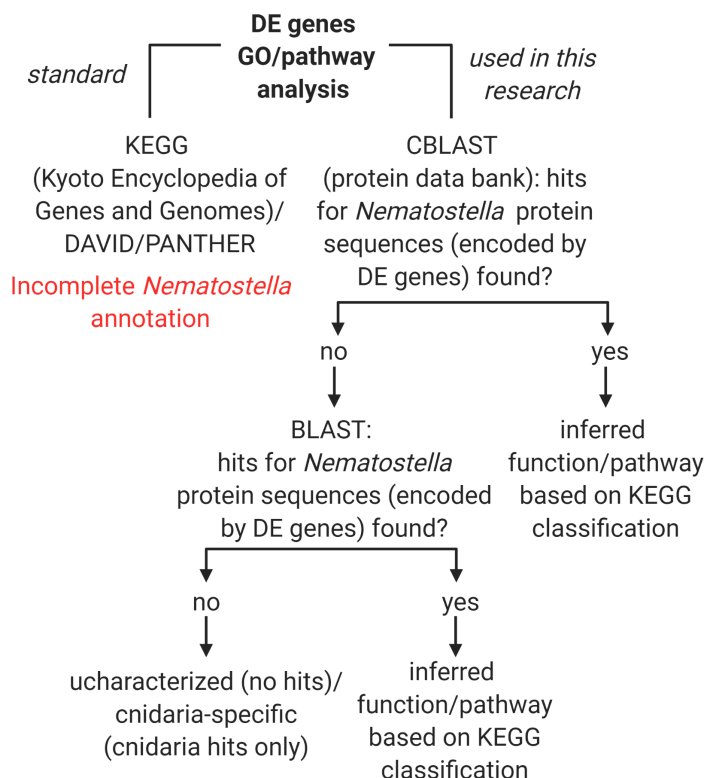 DE genes
GO/pathway
analysis
standard
used in this
research
KEGG
(Kyoto Encyclopedia of
Genes and Genomes)/
DAVID/PANTHER
Incomplete Nematostella
annotation
CBLAST
(protein data bank): hits
for Nematostella protein
sequences (encoded by
DE genes) found?
no
yes
BLAST:
hits for Nematostella
protein sequences (encoded
by DE genes) found?
inferred
function/pathway
based on KEGG
classification
no
yes
ucharacterized (no hits)/
cnidaria-specific
(cnidaria hits only)
inferred
function/pathway
based on KEGG
classification